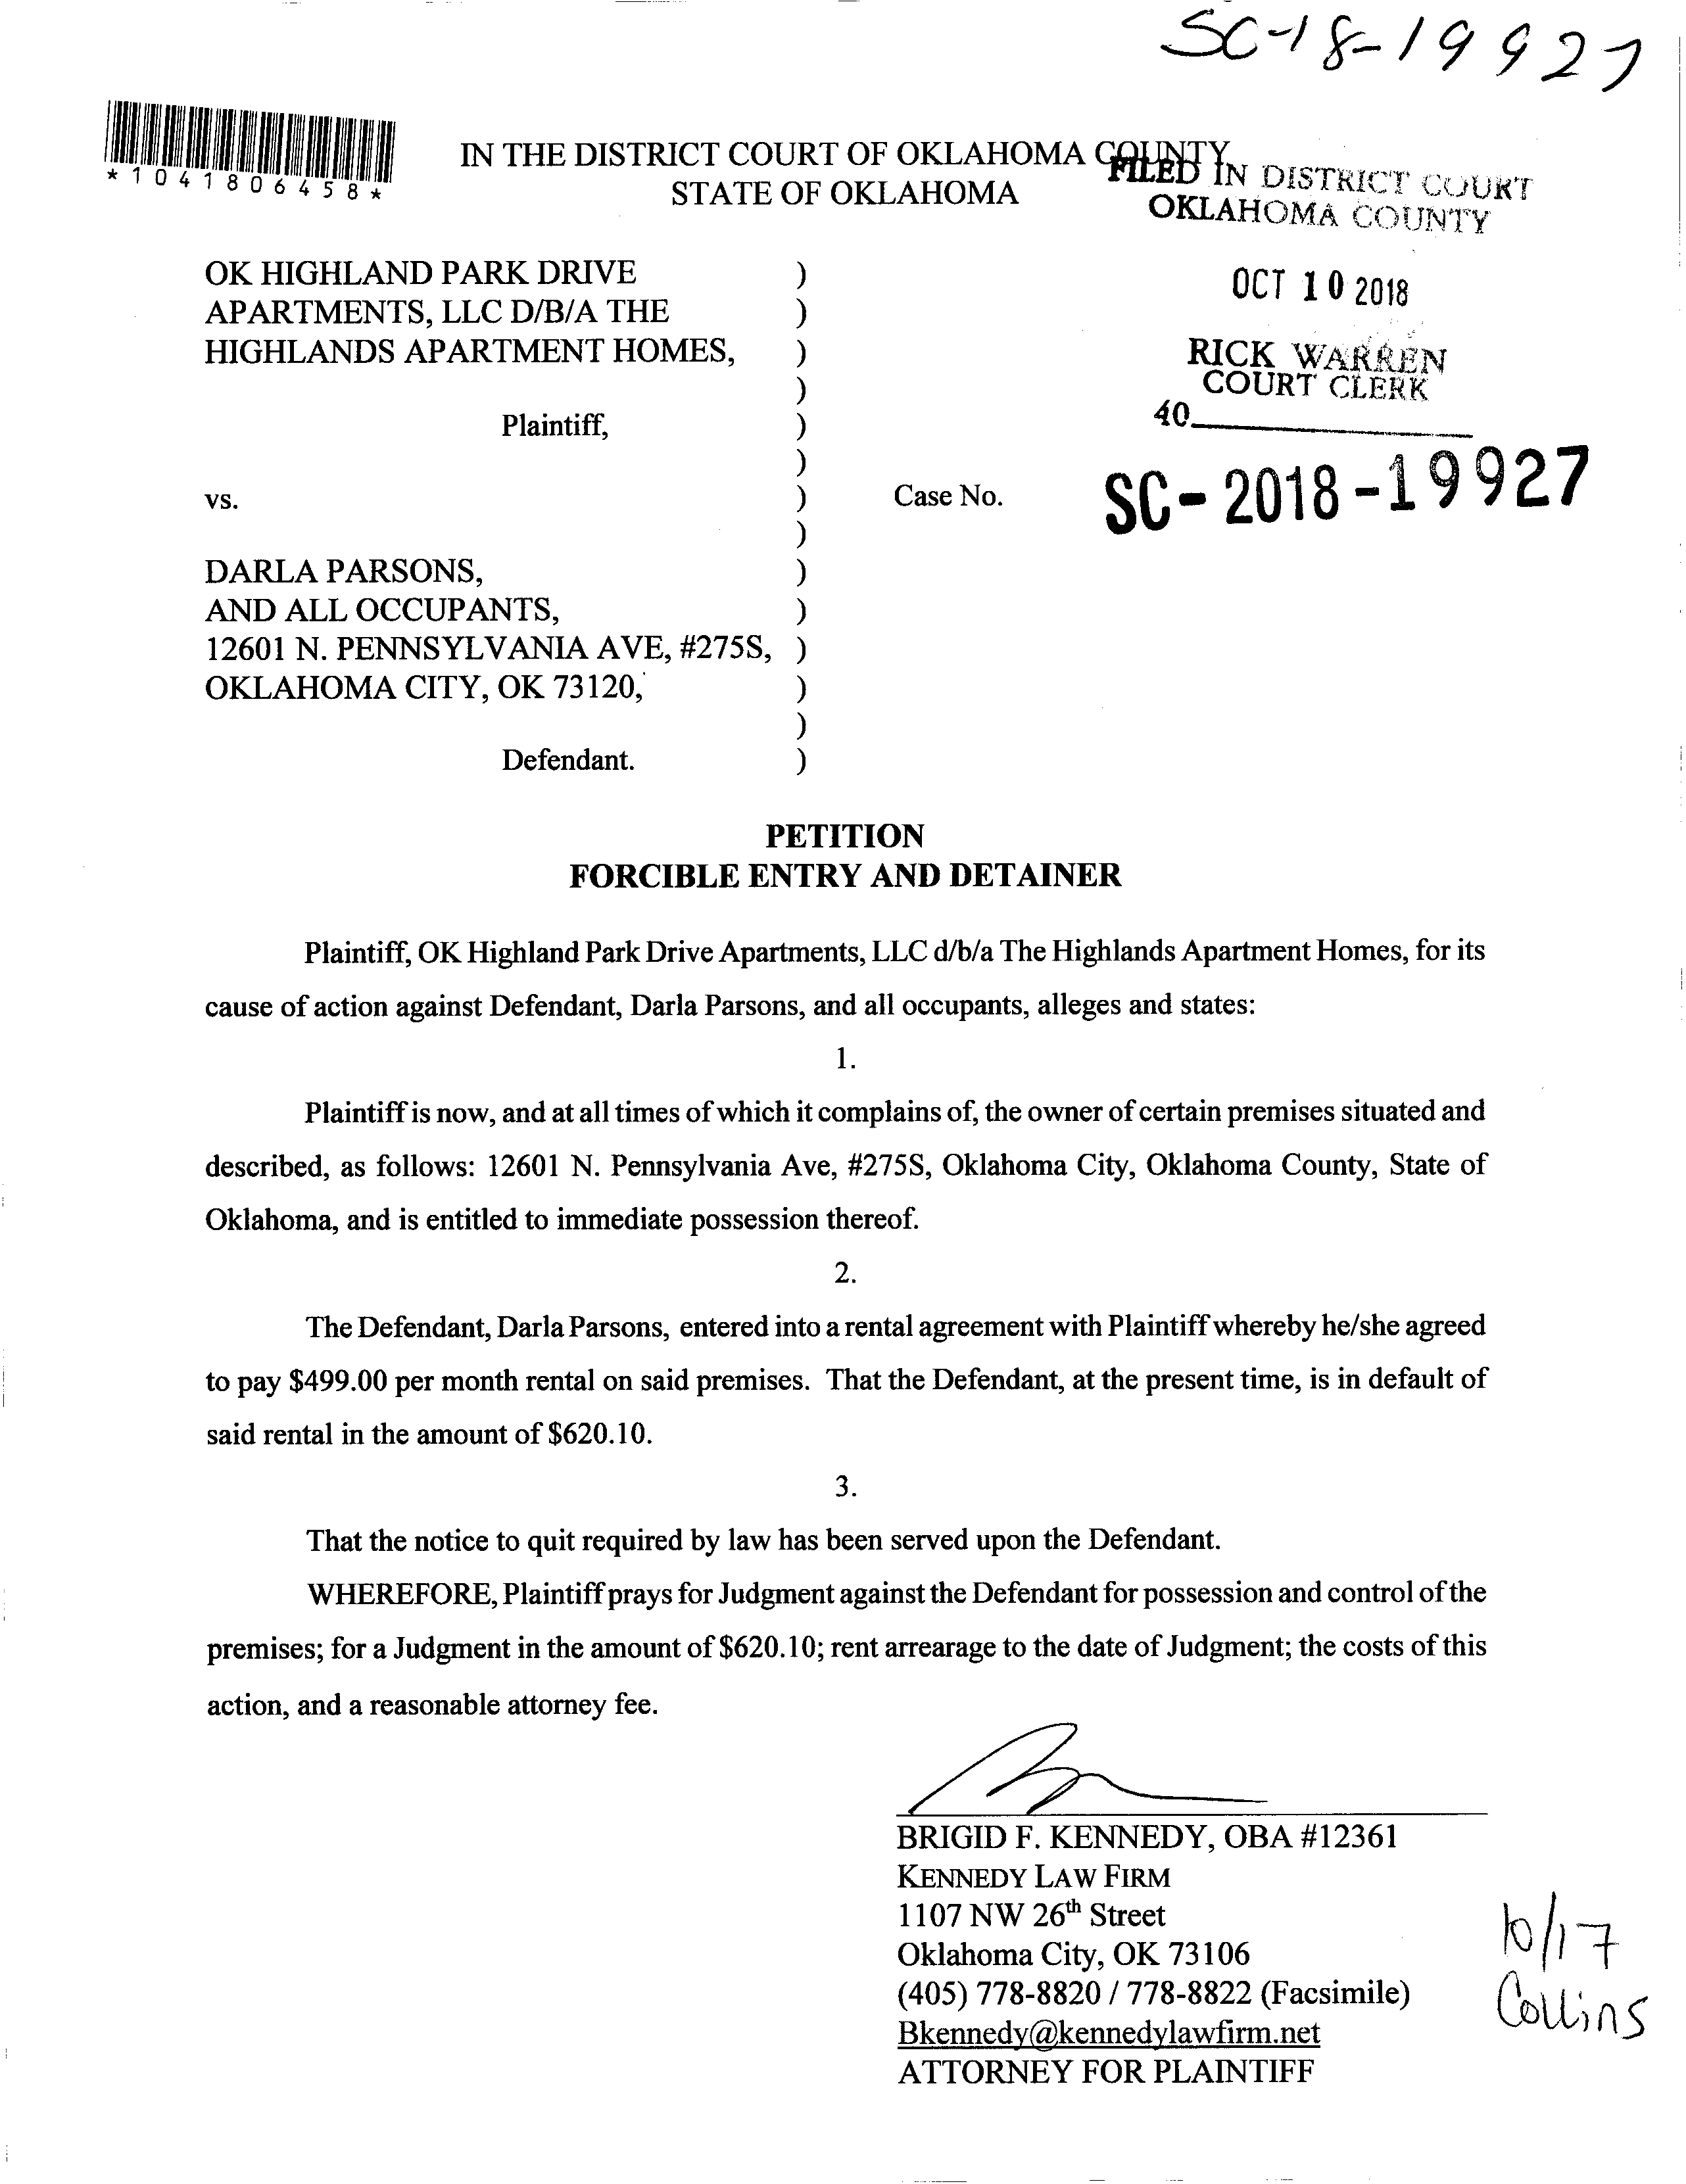 SC-18-19927
*1041806458*
IN THE DISTRICT COURT OF OKLAHOMA COUNTY
STATE OF OKLAHOMA
FILED IN DISTRICT COURT
OKLAHOMA COUNTY
OCT 10 2018
RICK WARREN
COURT CLERK
40
SC-2018-19927
OK HIGHLAND PARK DRIVE )
APARTMENTS, LLC D/B/A THE )
HIGHLANDS APARTMENT HOMES, )
)
Plaintiff, )
)
vs. ) Case No.
)
DARLA PARSONS, )
AND ALL OCCUPANTS, )
12601 N. PENNSYLVANIA AVE, #275S, )
OKLAHOMA CITY, OK 73120, )
)
Defendant. )
PETITION
FORCIBLE ENTRY AND DETAINER
Plaintiff, OK Highland Park Drive Apartments, LLC d/b/a The Highlands Apartment Homes, for its
cause of action against Defendant, Darla Parsons, and all occupants, alleges and states:
1.
Plaintiff is now, and at all times of which it complains of, the owner of certain premises situated and
described, as follows: 12601 N. Pennsylvania Ave, #275S, Oklahoma City, Oklahoma County, State of
Oklahoma, and is entitled to immediate possession thereof.
2.
The Defendant, Darla Parsons, entered into a rental agreement with Plaintiff whereby he/she agreed
to pay $499.00 per month rental on said premises. That the Defendant, at the present time, is in default of
said rental in the amount of $620.10.
3.
That the notice to quit required by law has been served upon the Defendant.
WHEREFORE, Plaintiff prays for Judgment against the Defendant for possession and control of the
premises; for a Judgment in the amount of $620.10; rent arrearage to the date of Judgment; the costs of this
action, and a reasonable attorney fee.
BRIGID F. KENNEDY, OBA #12361
KENNEDY LAW FIRM
1107 NW 26th Street
Oklahoma City, OK 73106
(405) 778-8820 / 778-8822 (Facsimile)
Bkennedy@kennedylawfirm.net
ATTORNEY FOR PLAINTIFF
10/17
Collins